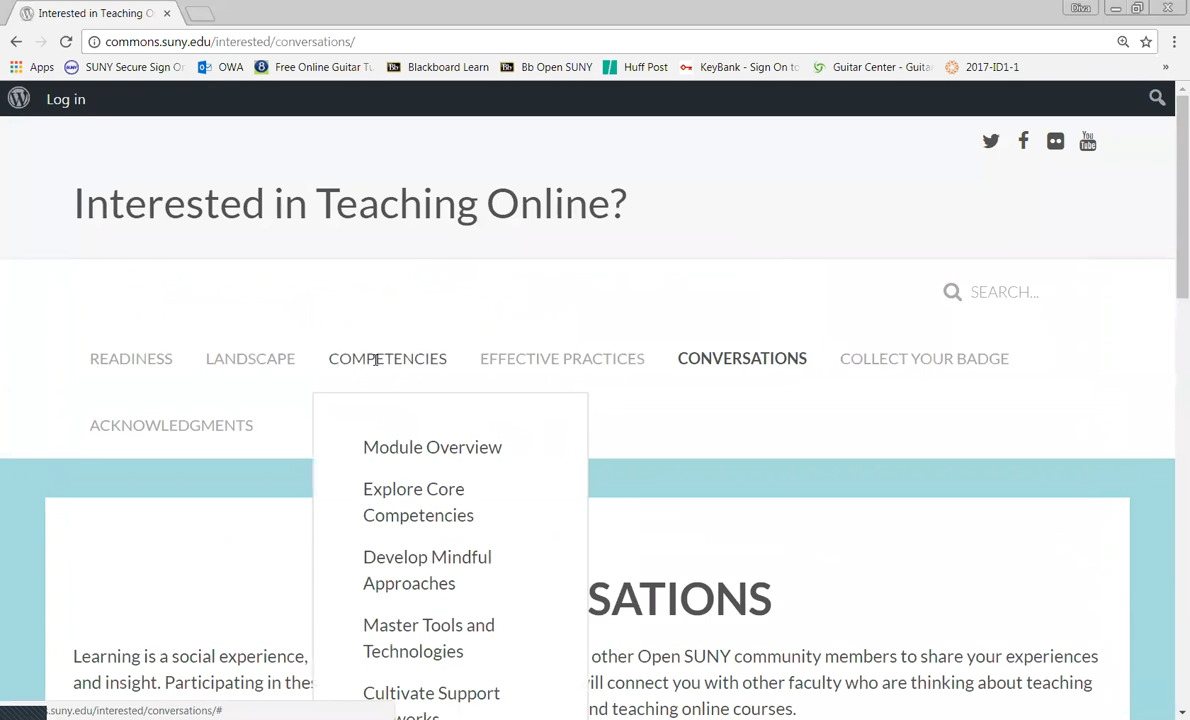 Interested in Teaching O
Diva
commons.suny.edu/interested/conversations/
Apps SUNY Secure Sign Or OWA Free Online Guitar Tu Blackboard Learn Bb Open SUNY Huff Post KeyBank - Sign On to Guitar Center - Guita 2017-ID1-1 »
Log in
You Tube
Interested in Teaching Online?
SEARCH...
READINESS LANDSCAPE COMPETENCIES EFFECTIVE PRACTICES CONVERSATIONS COLLECT YOUR BADGE
ACKNOWLEDGMENTS
Module Overview
Explore Core
Competencies
Develop Mindful
Approaches
Master Tools and
Technologies
Cultivate Support
SATIONS
Learning is a social experience, other Open SUNY community members to share your experiences
and insight. Participating in thes ill connect you with other faculty who are thinking about teaching
nd teaching online courses.
s.suny.edu/interested/conversations/#